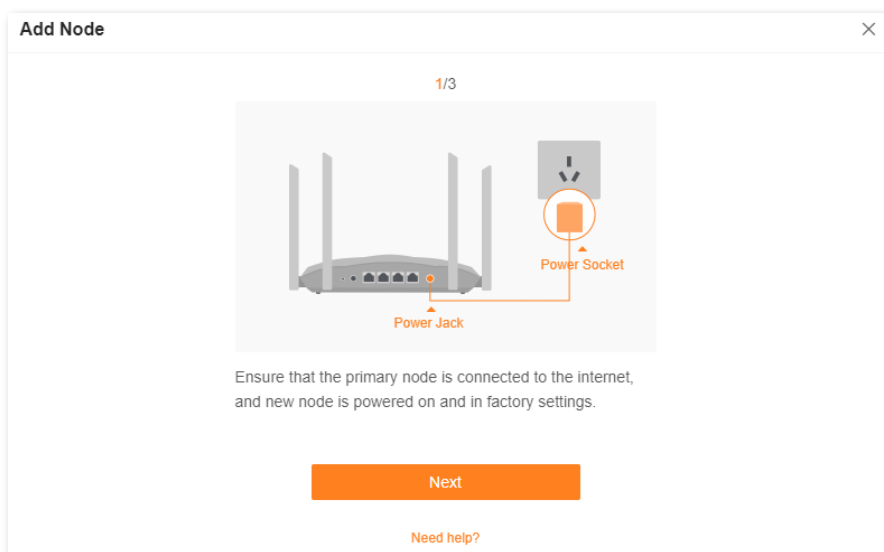 Add Node
1/3
Power Socket
Power Jack
Ensure that the primary node is connected to the internet,
and new node is powered on and in factory settings.
Next
Need help?